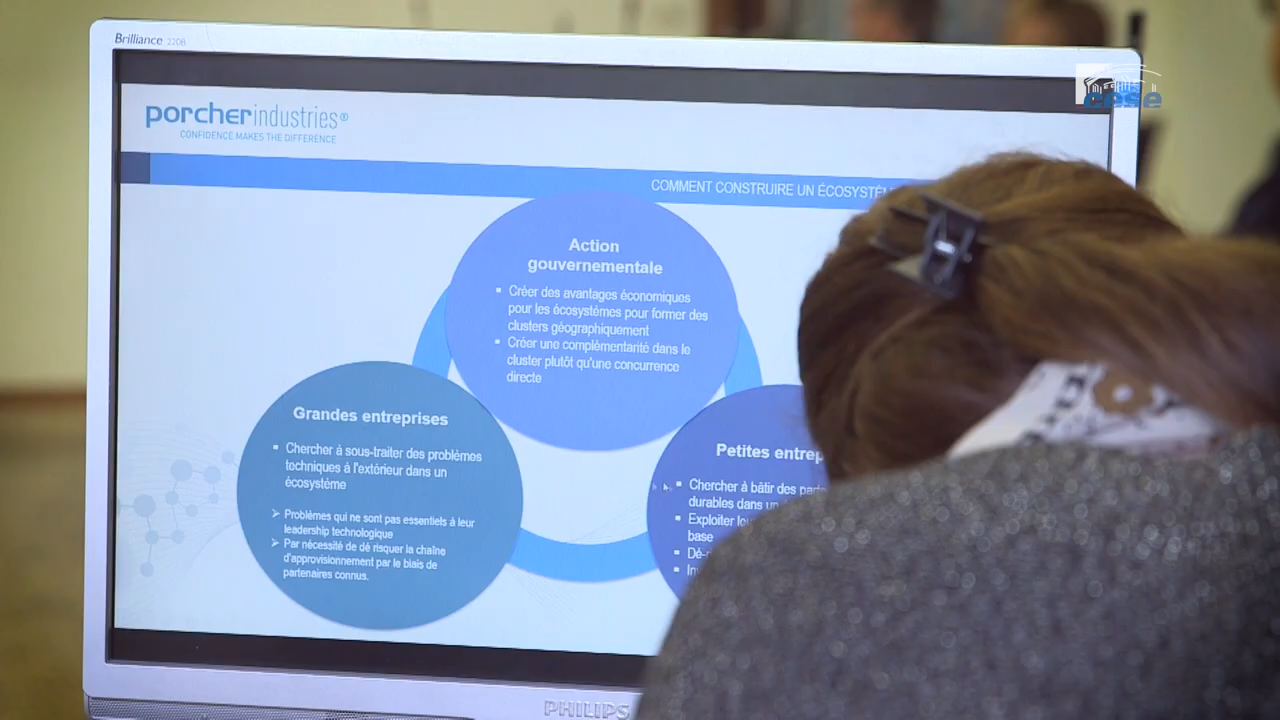 Brilliance 220B
cese
porcherindustries®
CONFIDENCE MAKES THE DIFFERENCE
COMMENT CONSTRUIRE UN
Action
gouvernementale
▪ Créer des avantages économiques
pour les écosystèmes pour former des
clusters géographiquement
▪ Créer une complémentarité dans le
cluster plutôt qu'une concurrence
directe
Grandes entreprises
▪ Chercher à sous-traiter des problèmes
techniques à l'extérieur dans un
écosystéme
➢ Problèmes qui ne sont pas essentiels à leur
leadership technologique
➢ Par nécessité de dé risquer la chaîne
d'approvisionnement par le biais de
partenaires connus.
Petites
▪ Chercher à bâtir des
durables dans
▪ Exploiter
base
PHILIPS